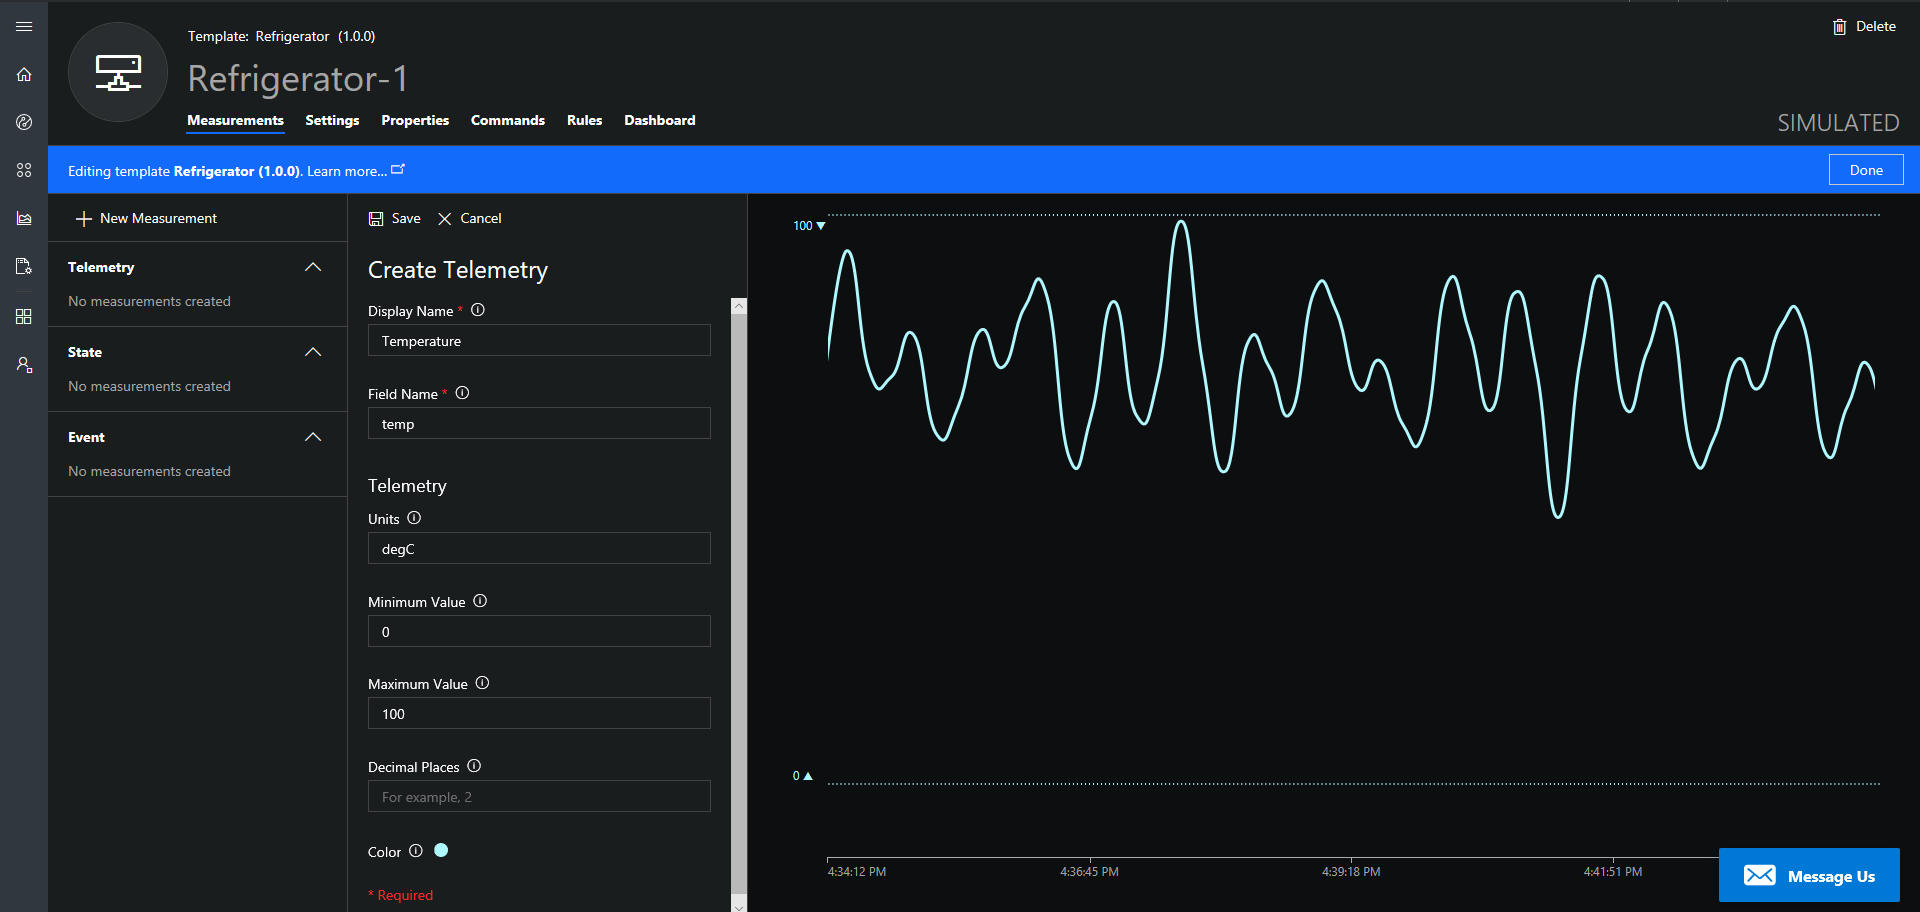 Template: Refrigerator (1.0.0)
Delete
Refrigerator-1
Measurements Settings Properties Commands Rules Dashboard
SIMULATED
Editing template Refrigerator (1.0.0). Learn more...
Done
New Measurement
Telemetry
No measurements created
State
No measurements created
Event
No measurements created
Save Cancel
Create Telemetry
Display Name *
Temperature
Field Name *
temp
Telemetry
Units
degC
Minimum Value
0
Maximum Value
100
Decimal Places
For example, 2
Color
* Required
100
0
4:34:12 PM 4:36:45 PM 4:39:18 PM 4:41:51 PM
Message Us